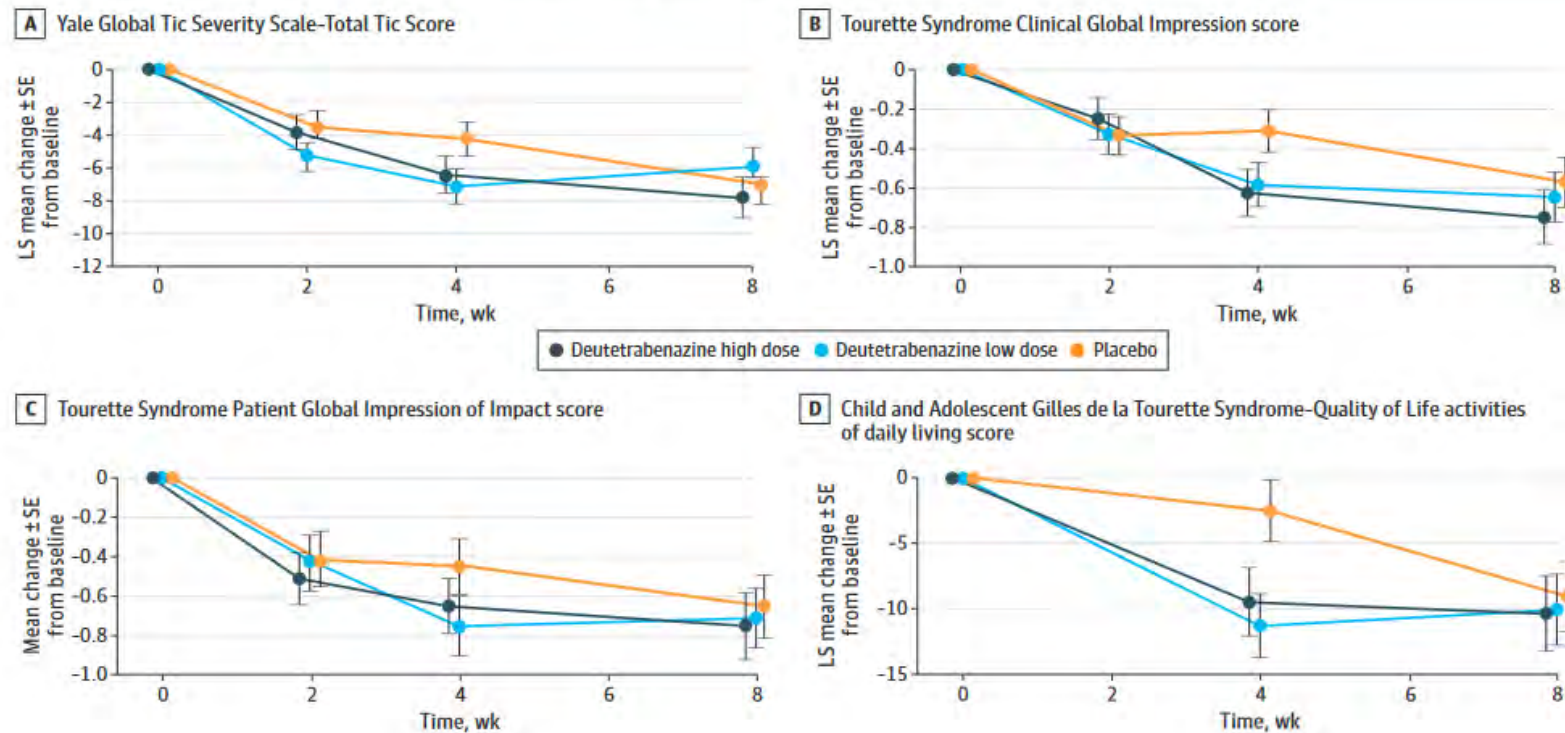 A Yale Global Tic Severity Scale–Total Tic Score
LS mean change ± SE
from baseline
0
–2
–4
–6
–8
–10
–12
0
2
4
6
8
Time, wk
B Tourette Syndrome Clinical Global Impression score
LS mean change ± SE
from baseline
0
–0.2
–0.4
–0.6
–0.8
–1.0
0
2
4
6
8
Time, wk
Deutetrabenazine high dose Deutetrabenazine low dose Placebo
C Tourette Syndrome Patient Global Impression of Impact score
Mean change ± SE
from baseline
0
–0.2
–0.4
–0.6
–0.8
–1.0
0
2
4
6
8
Time, wk
D Child and Adolescent Gilles de la Tourette Syndrome–Quality of Life activities
of daily living score
LS mean change ± SE
from baseline
0
–5
–10
–15
0
2
4
6
8
Time, wk